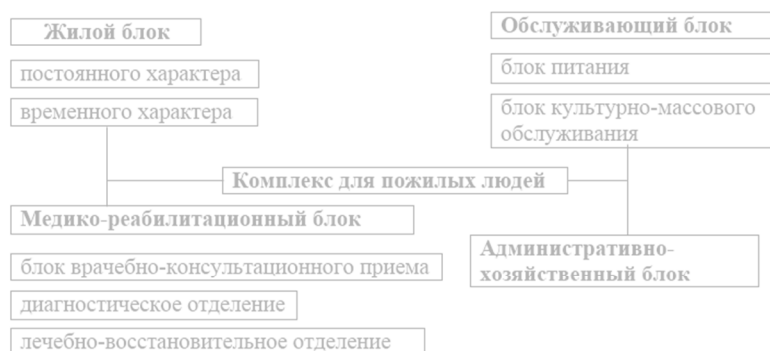 Жилой блок
постоянного характера
временного характера
Обслуживающий блок
блок питания
блок культурно-массового
обслуживания
Комплекс для пожилых людей
Медико-реабилитационный блок
блок врачебно-консультационного приема
диагностическое отделение
лечебно-восстановительное отделение
Административно-
хозяйственный блок